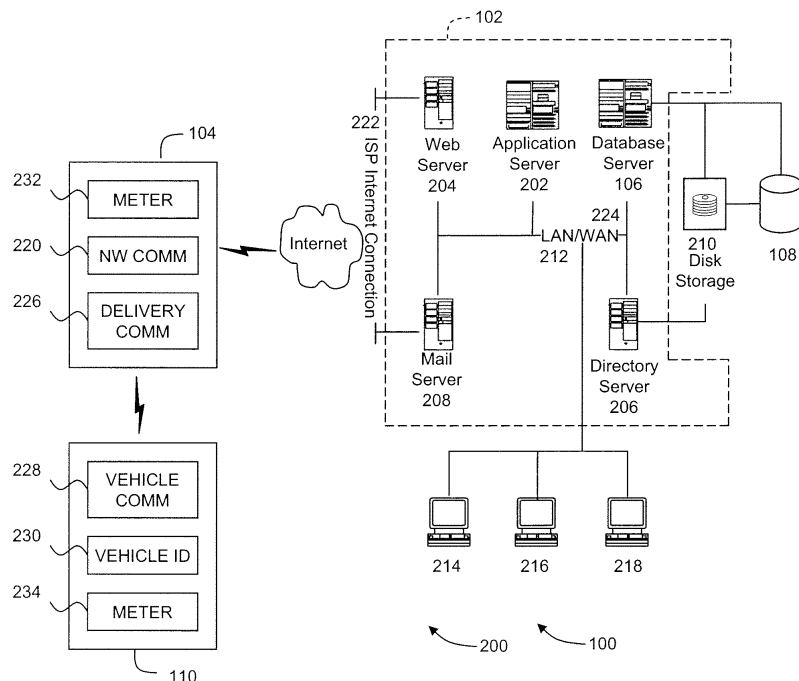 102
104
232
METER
220
NW COMM
226
DELIVERY
COMM
Internet
222
ISP Internet Connection
Web
Server
204
Application
Server
202
Database
Server
106
224
LAN/WAN
212
210
Disk
Storage
108
Mail
Server
208
Directory
Server
206
228
VEHICLE
COMM
230
VEHICLE ID
234
METER
110
214
216
218
200
100